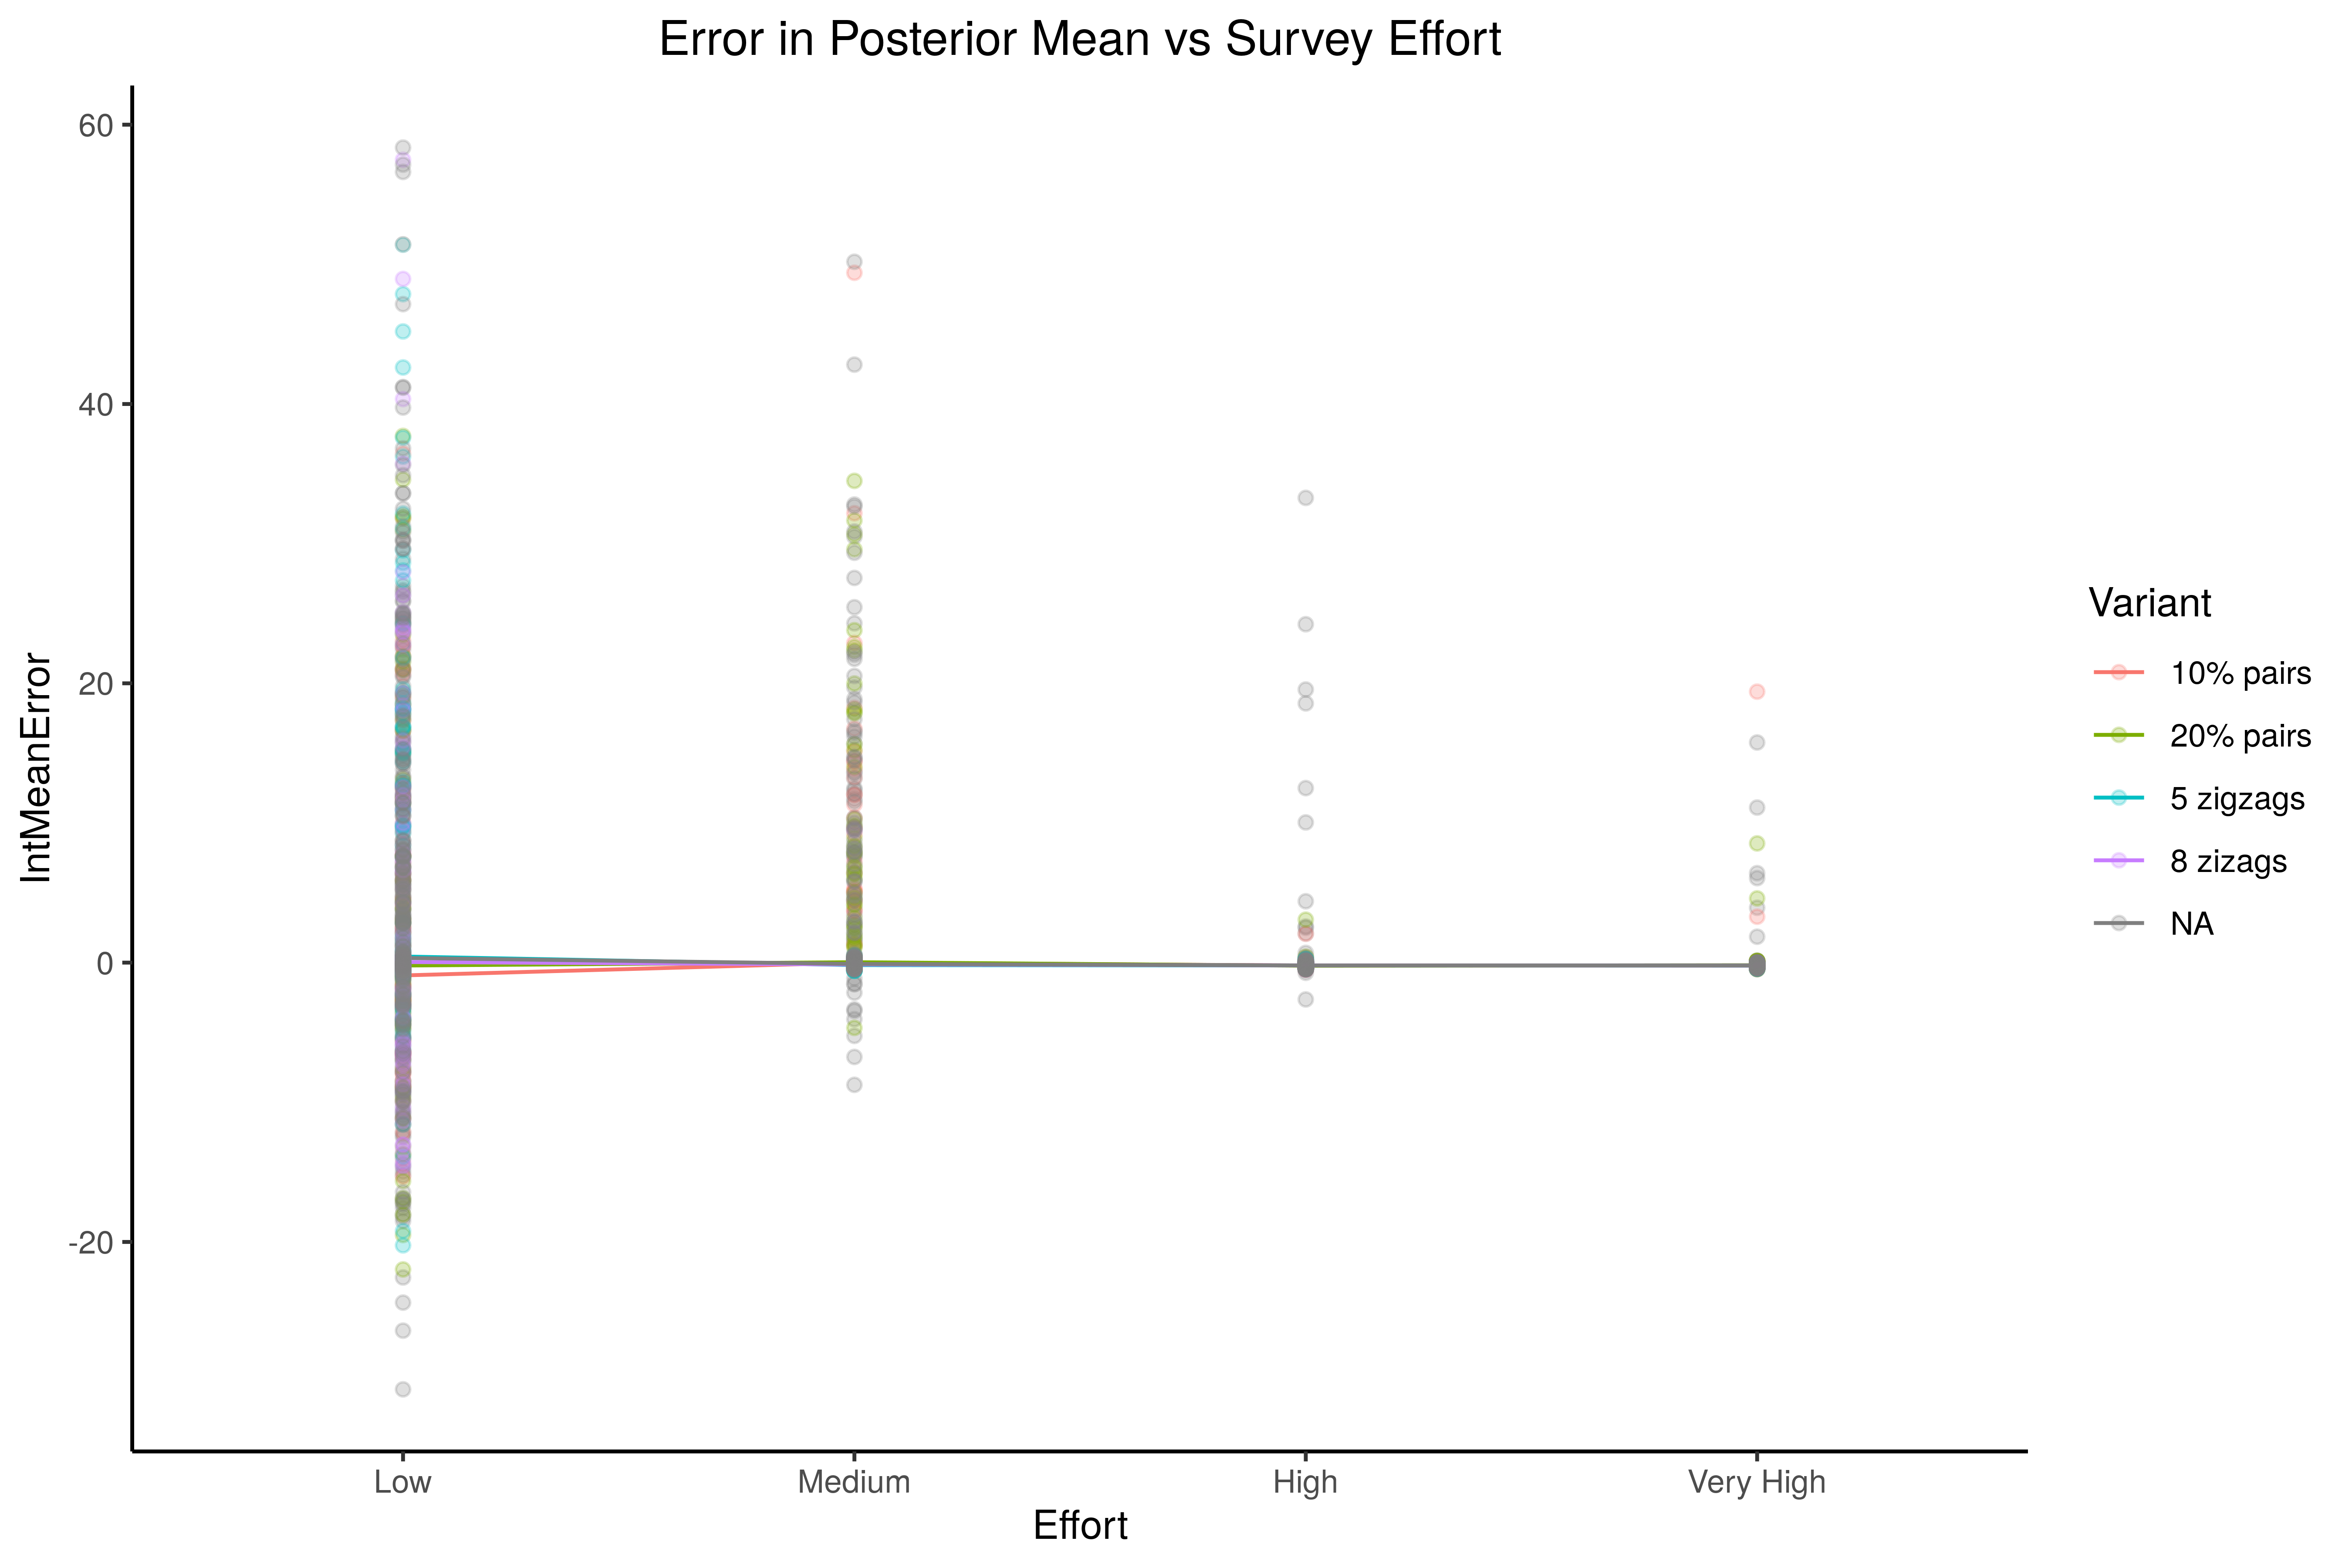 Error in Posterior Mean vs Survey Effort
60
40
20
0
-20
IntMeanError
Low
Medium
High
Very High
Effort
Variant
10% pairs
20% pairs
5 zigzags
8 zizags
NA